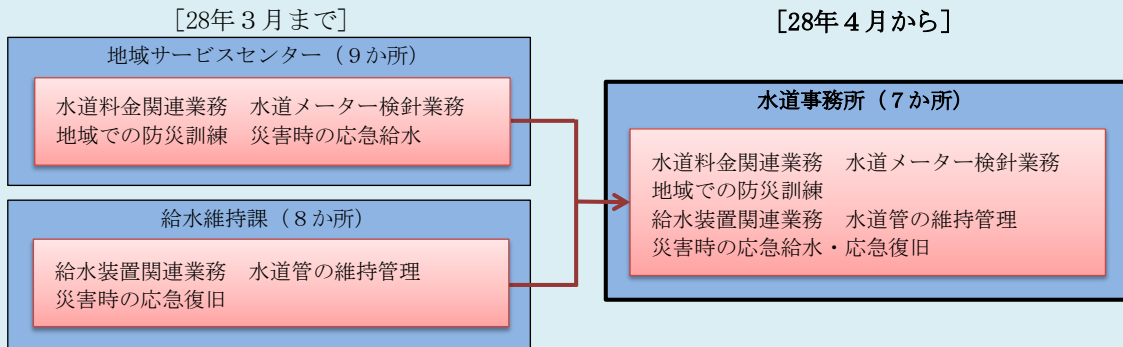 [28年３月まで]
地域サービスセンター（９か所）
水道料金関連業務　水道メーター検針業務
地域での防災訓練　災害時の応急給水
給水維持課（８か所）
給水装置関連業務　水道管の維持管理
災害時の応急復旧
[28年４月から]
水道事務所（７か所）
水道料金関連業務　水道メーター検針業務
地域での防災訓練
給水装置関連業務　水道管の維持管理
災害時の応急給水・応急復旧